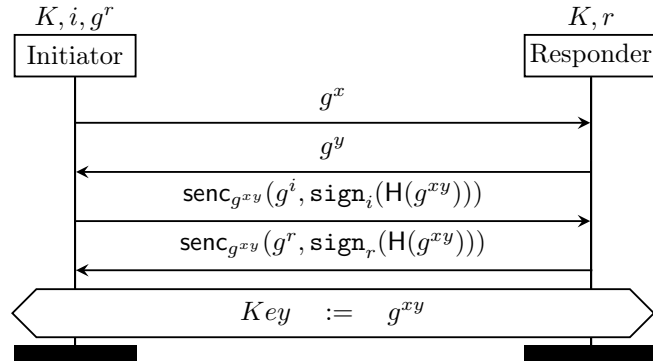 K, i, g^r K, r
Initiator Responder
g^x
g^y
senc_{g^{xy}}(g^i, sign_i(H(g^{xy})))
senc_{g^{xy}}(g^r, sign_r(H(g^{xy})))
Key := g^{xy}